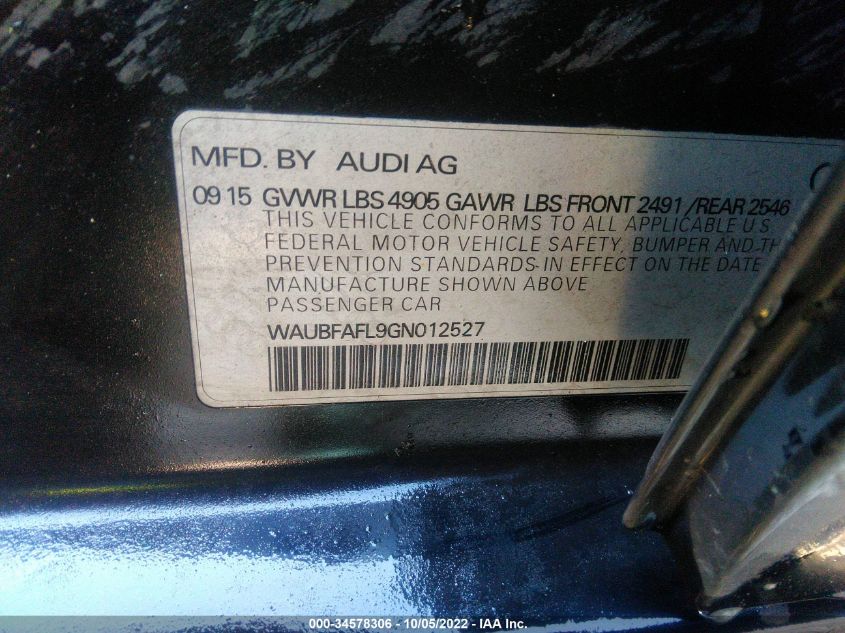 MFD. BY AUDI AG
09 15 GVWR LBS 4905 GAWR LBS FRONT 2491 /REAR 2546
THIS VEHICLE CONFORMS TO ALL APPLICABLE U.S
FEDERAL MOTOR VEHICLE SAFETY, BUMPER AND TH
PREVENTION STANDARDS IN EFFECT ON THE DATE
MANUFACTURE SHOWN ABOVE
PASSENGER CAR
WAUBFAFL9GN012527
000-34578306 - 10/05/2022 - IAA Inc.